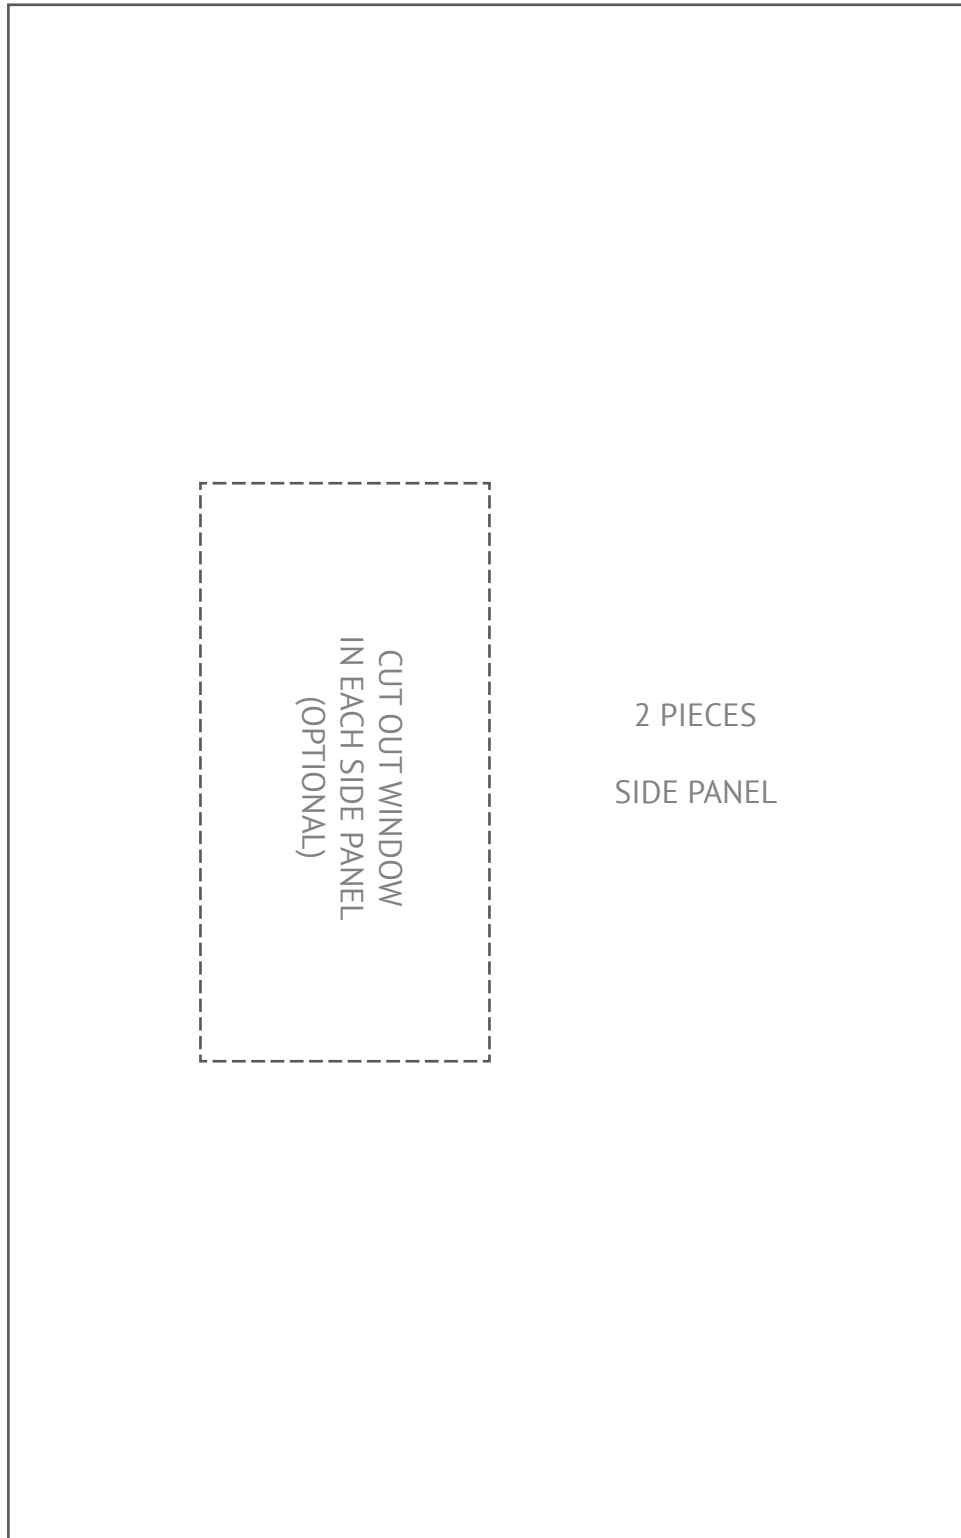 CUT OUT WINDOW
IN EACH SIDE PANEL
(OPTIONAL)
2 PIECES
SIDE PANEL